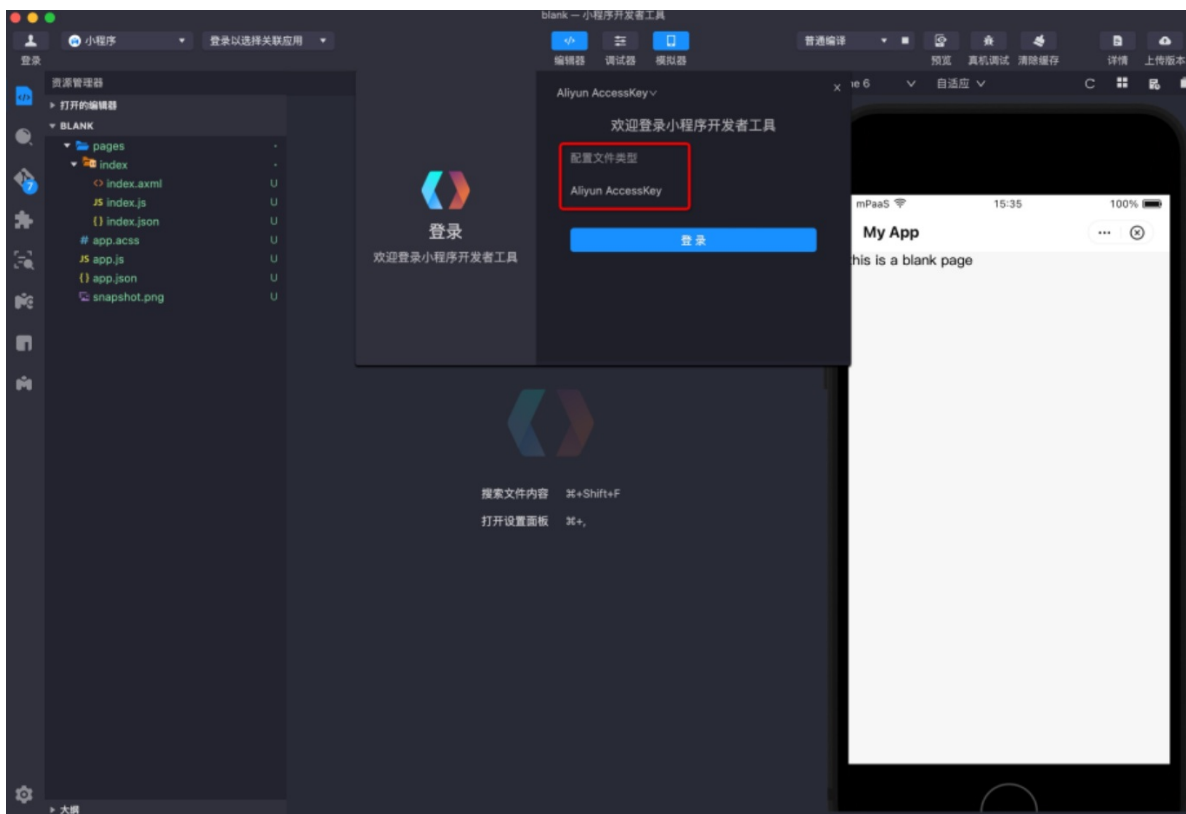 blank — 小程序开发者工具
小程序
登录以选择关联应用
普通编译
登录
编辑器
调试器
模拟器
预览
真机调试
清除缓存
详情
上传版本
资源管理器
自适应
打开的编辑器
BLANK
pages
index
index.axml U
JS index.js U
{} index.json U
# app.acss U
JS app.js U
{} app.json U
snapshot.png U
7
登录
欢迎登录小程序开发者工具
Aliyun AccessKey
x
欢迎登录小程序开发者工具
配置文件类型
Aliyun AccessKey
登录
搜索文件内容 ⌘+Shift+F
打开设置面板 ⌘+,
mPaaS 15:35 100%
My App
this is a blank page
大纲